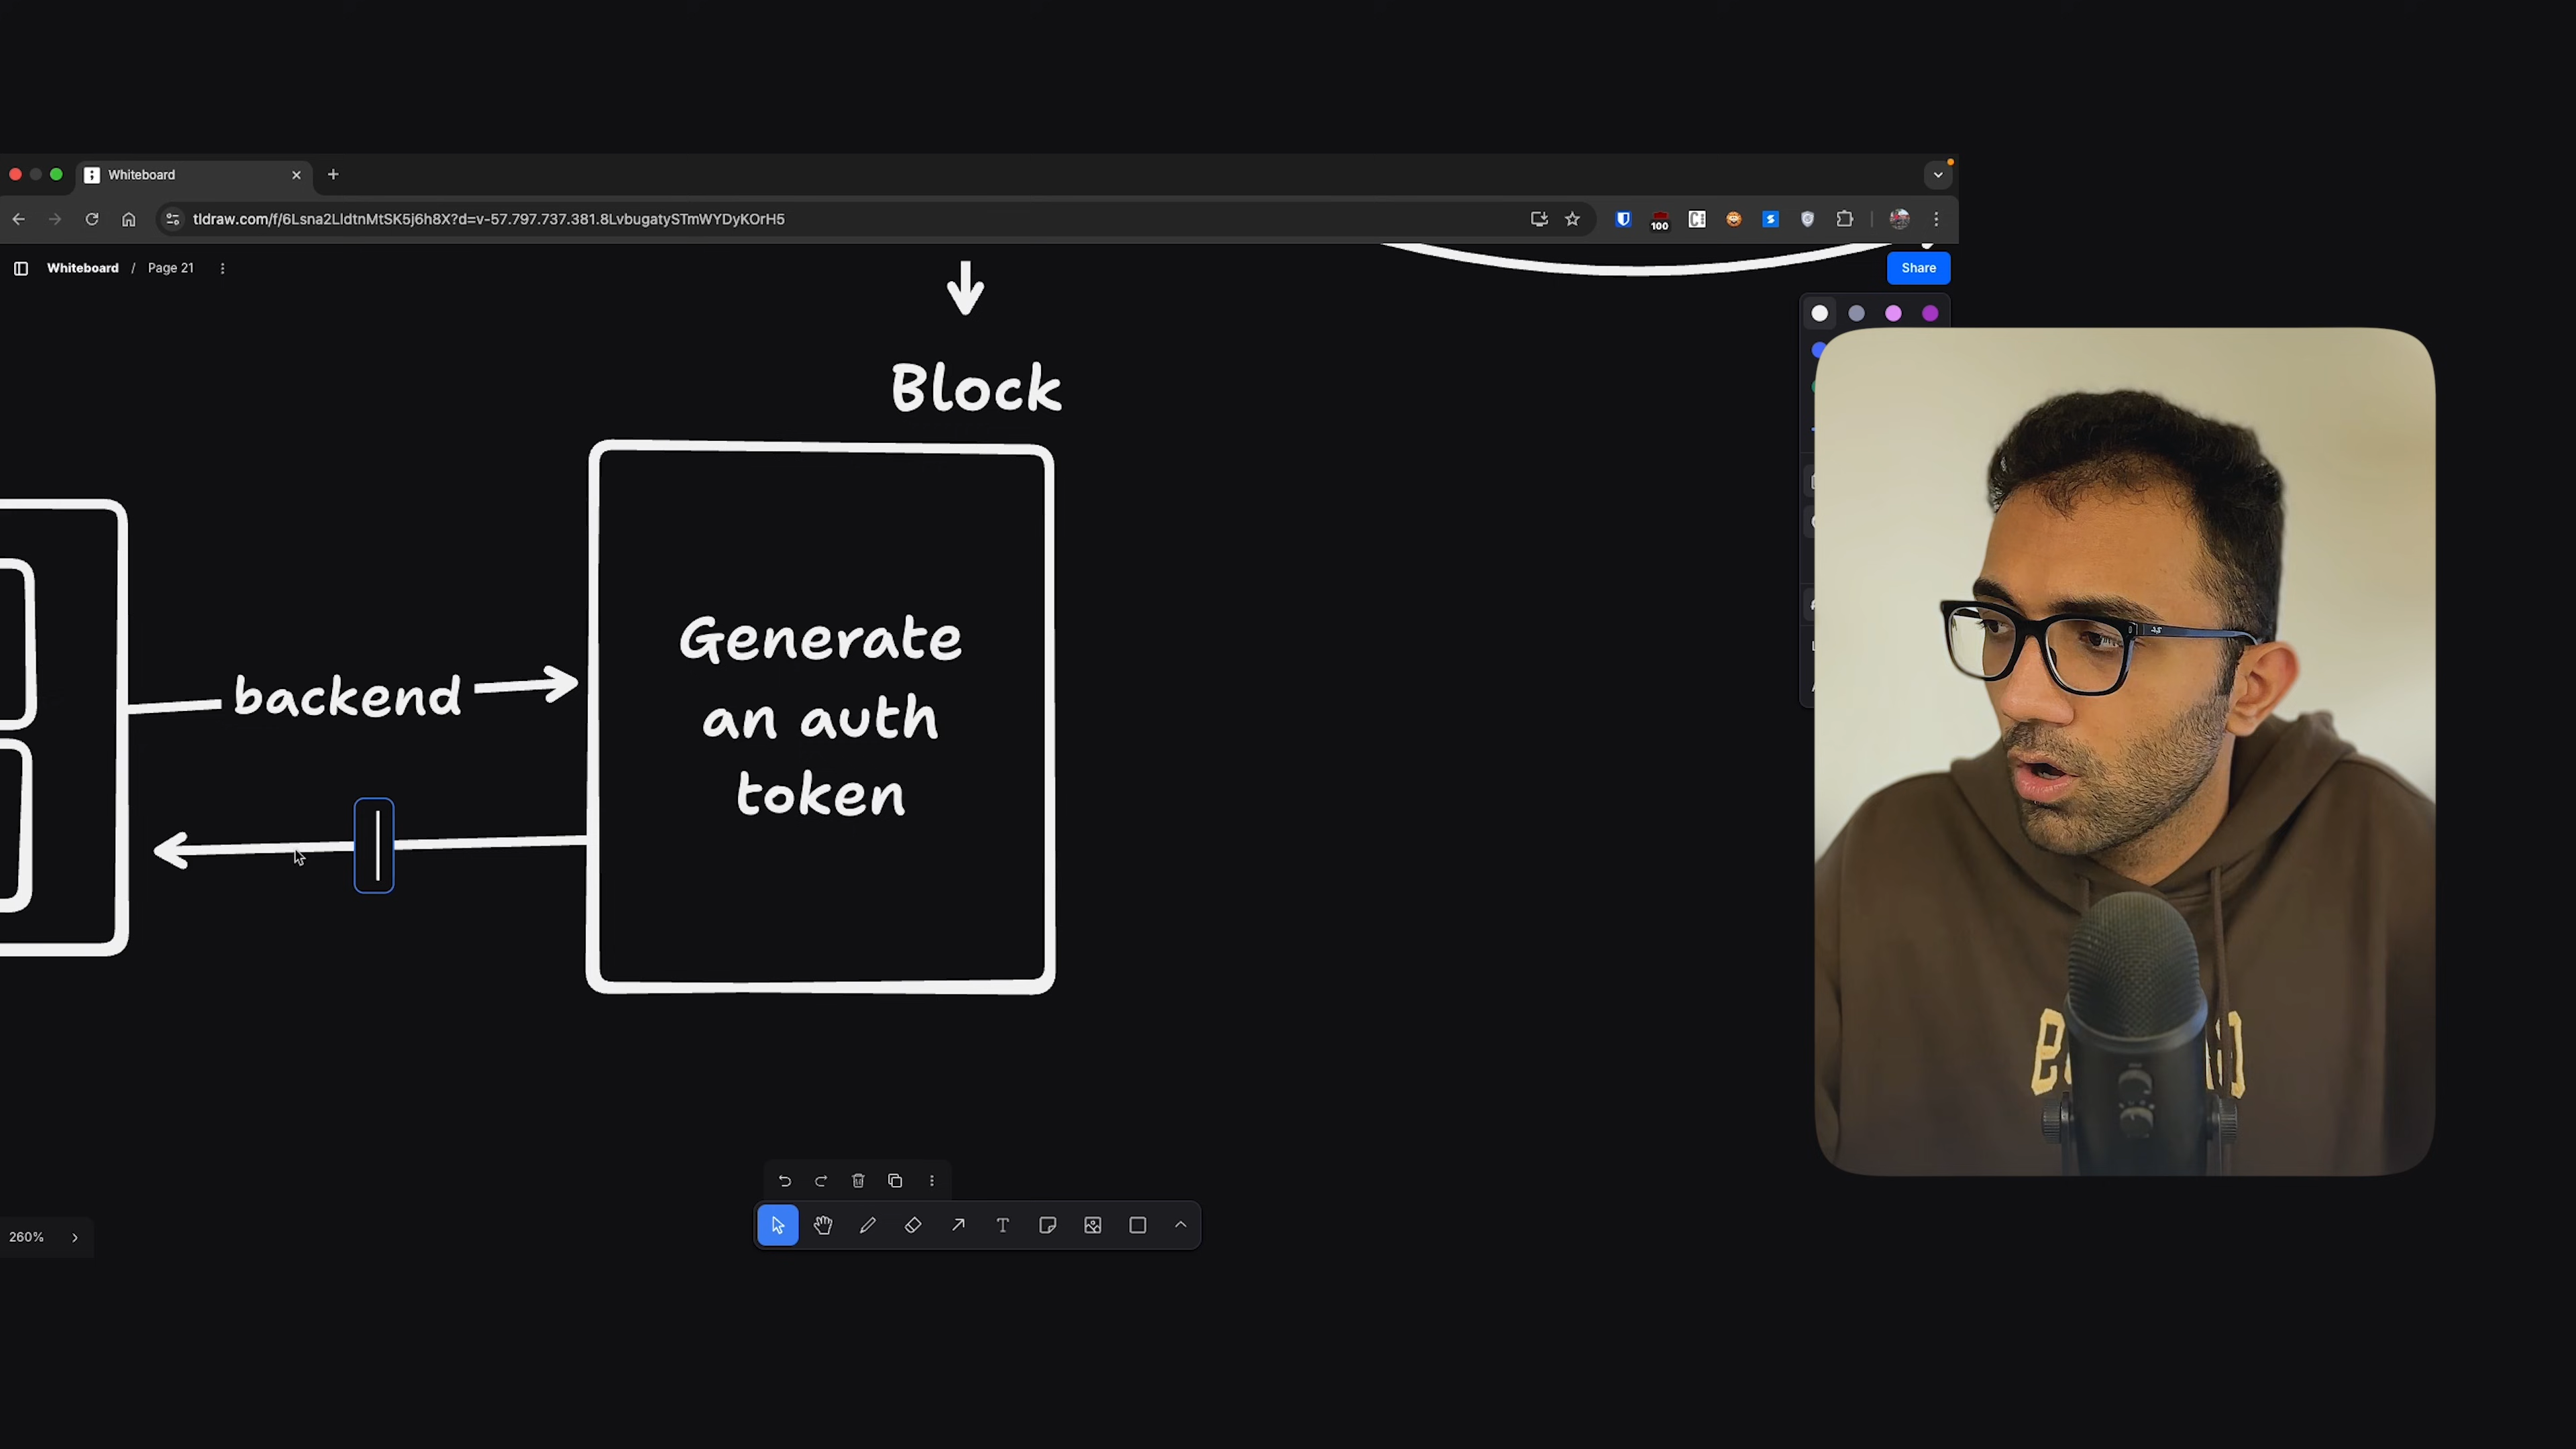 Whiteboard
tldraw.com/f/6Lsna2LldtnMtSK5j6h8X?d=v-57.797.737.381.8LvbugatySTmWYDyKOrH5
100
Whiteboard / Page 21
Share
Block
Generate
an auth
token
backend
260%